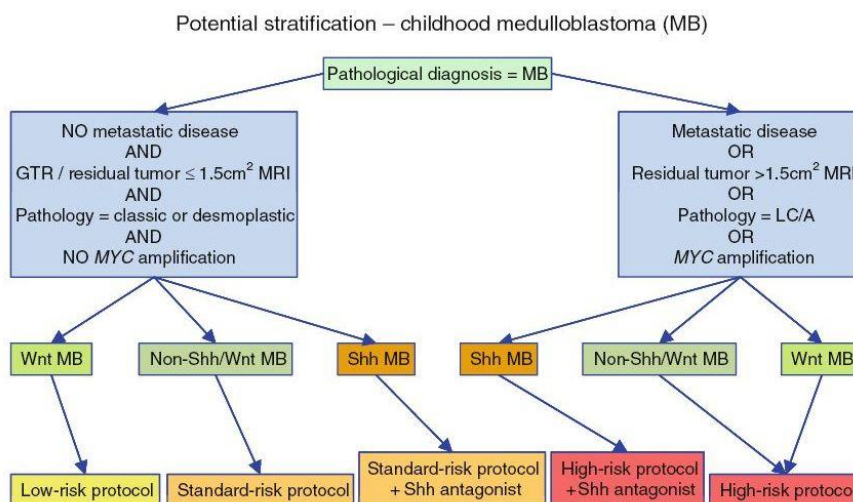 Potential stratification – childhood medulloblastoma (MB)
Pathological diagnosis = MB
NO metastatic disease
AND
GTR / residual tumor ≤ 1.5cm² MRI
AND
Pathology = classic or desmoplastic
AND
NO MYC amplification
Metastatic disease
OR
Residual tumor >1.5cm² MRI
OR
Pathology = LC/A
OR
MYC amplification
Wnt MB
Non-Shh/Wnt MB
Shh MB
Shh MB
Non-Shh/Wnt MB
Wnt MB
Low-risk protocol
Standard-risk protocol
Standard-risk protocol
+ Shh antagonist
High-risk protocol
+Shh antagonist
High-risk protocol